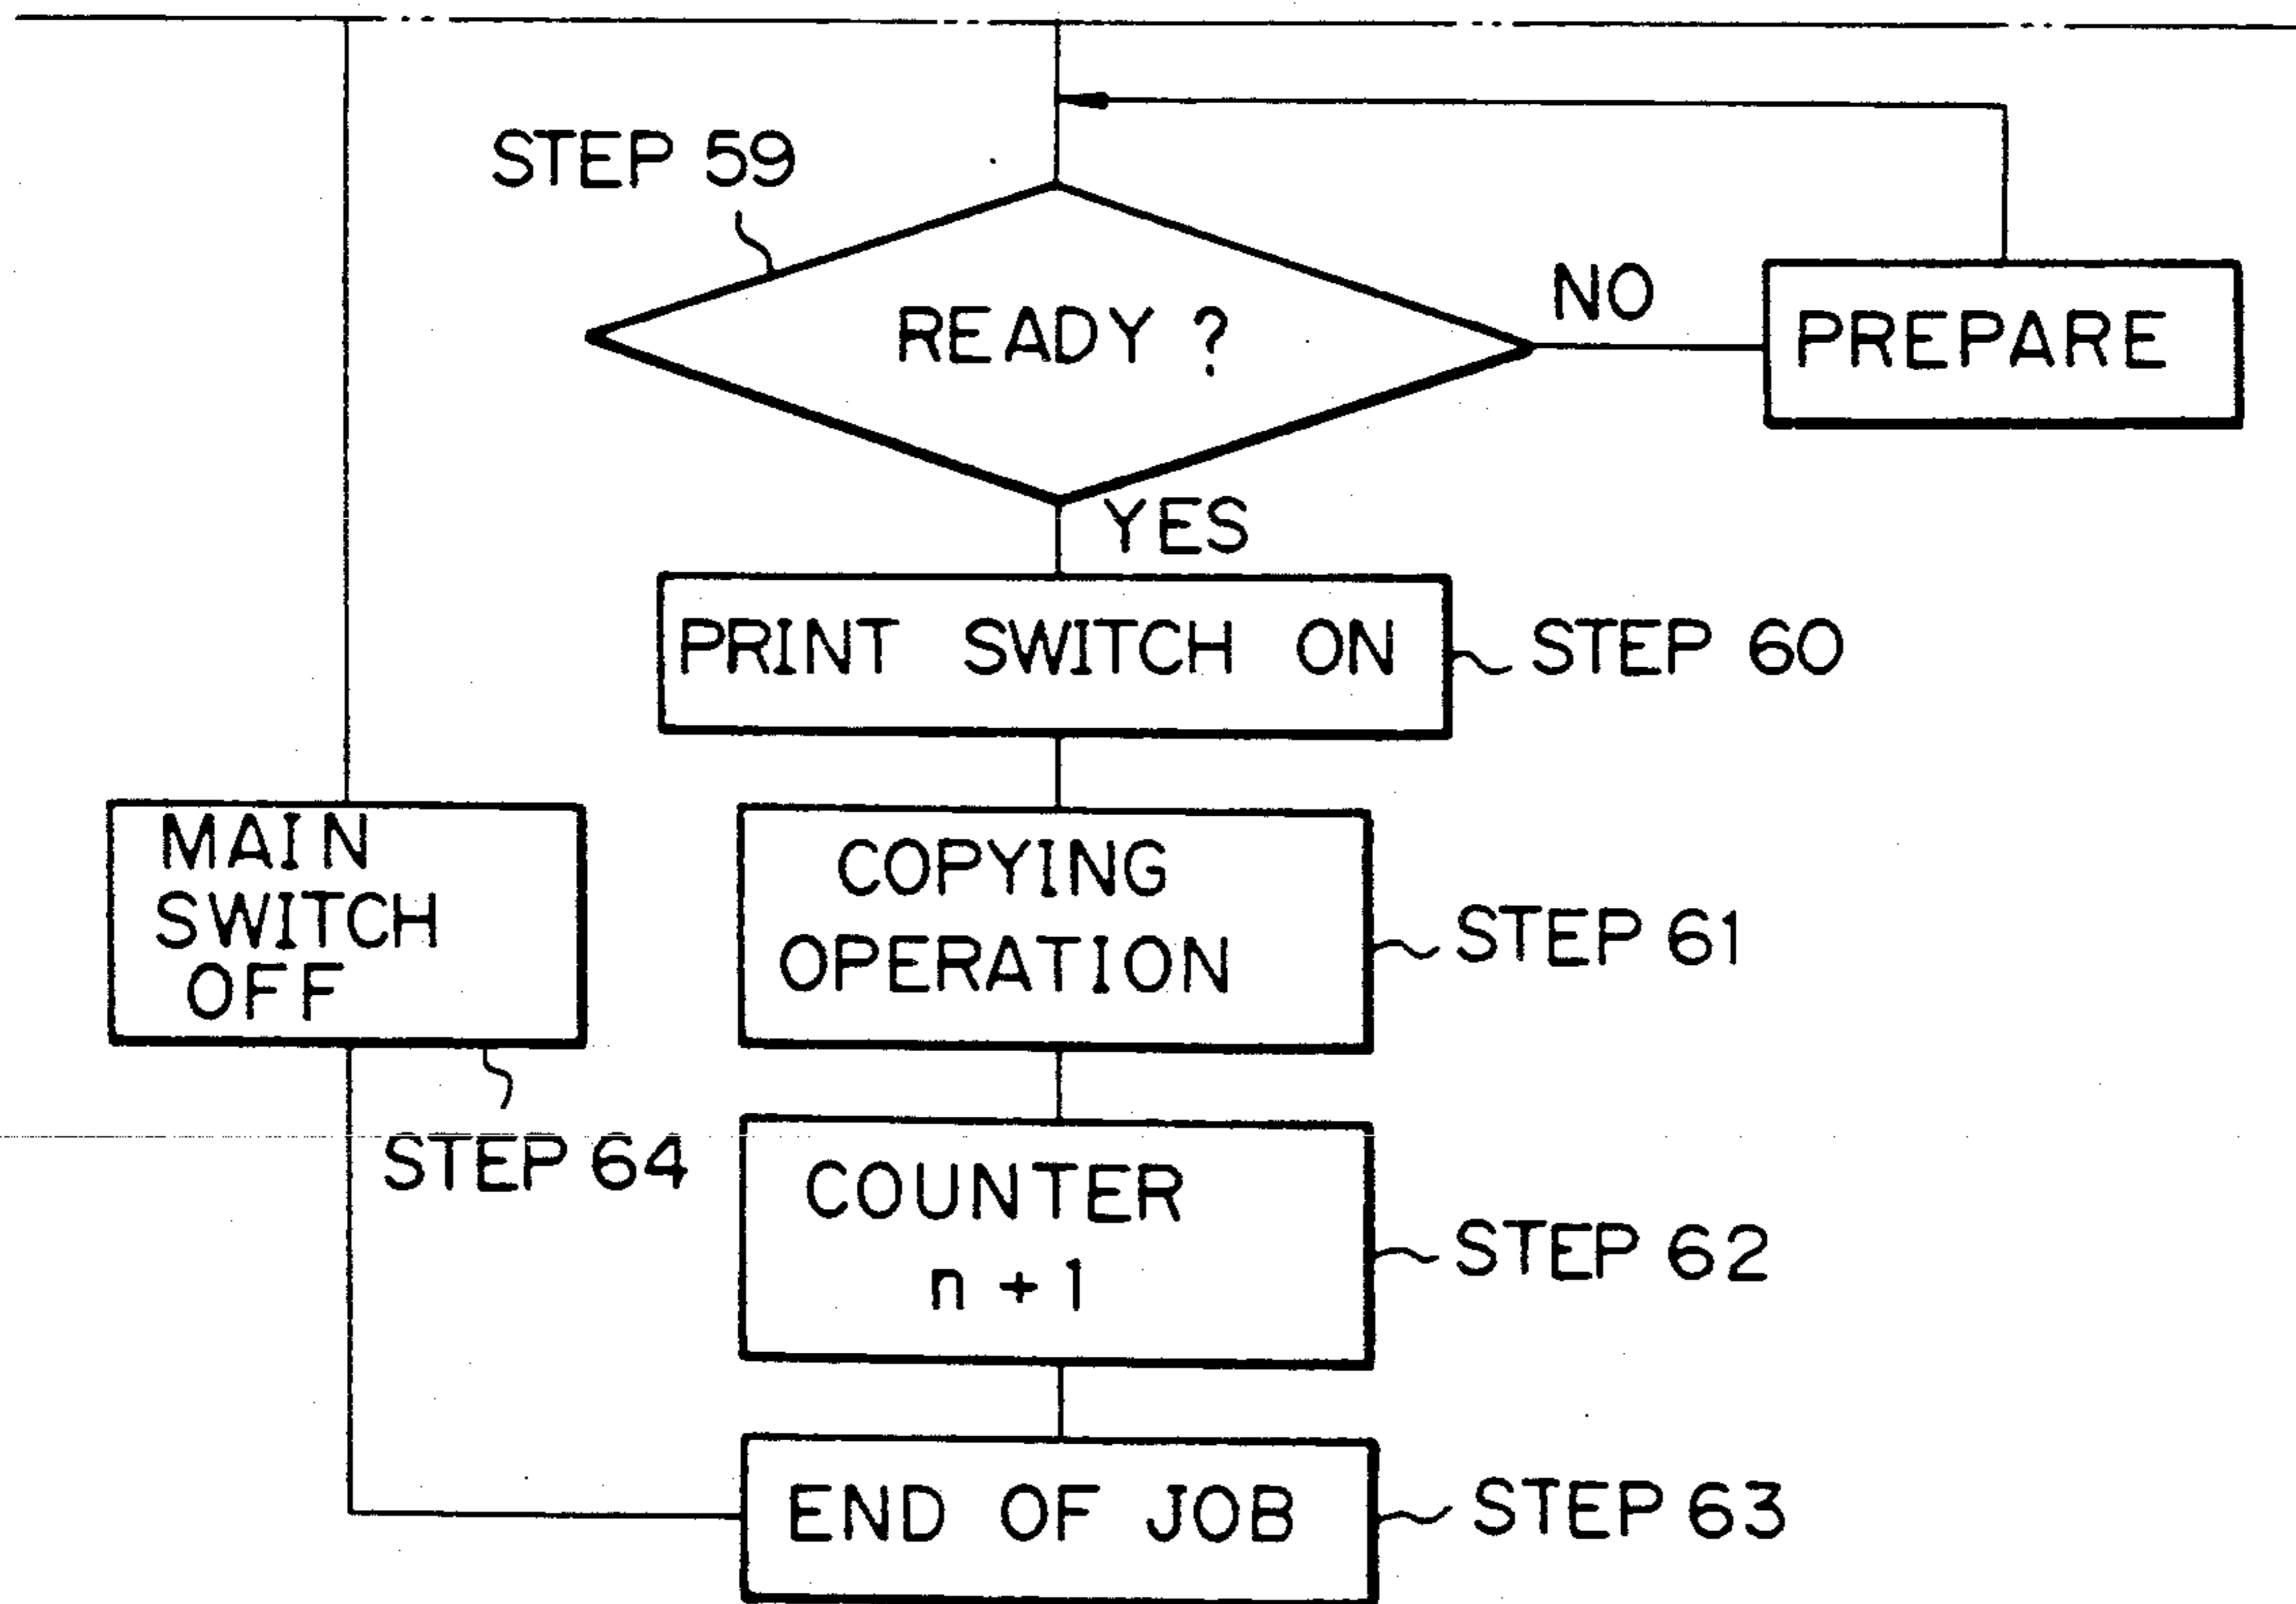 STEP 59
READY ?
NO
PREPARE
YES
PRINT SWITCH ON
STEP 60
MAIN
SWITCH
OFF
COPYING
OPERATION
STEP 61
STEP 64
COUNTER
n + 1
STEP 62
END OF JOB
STEP 63